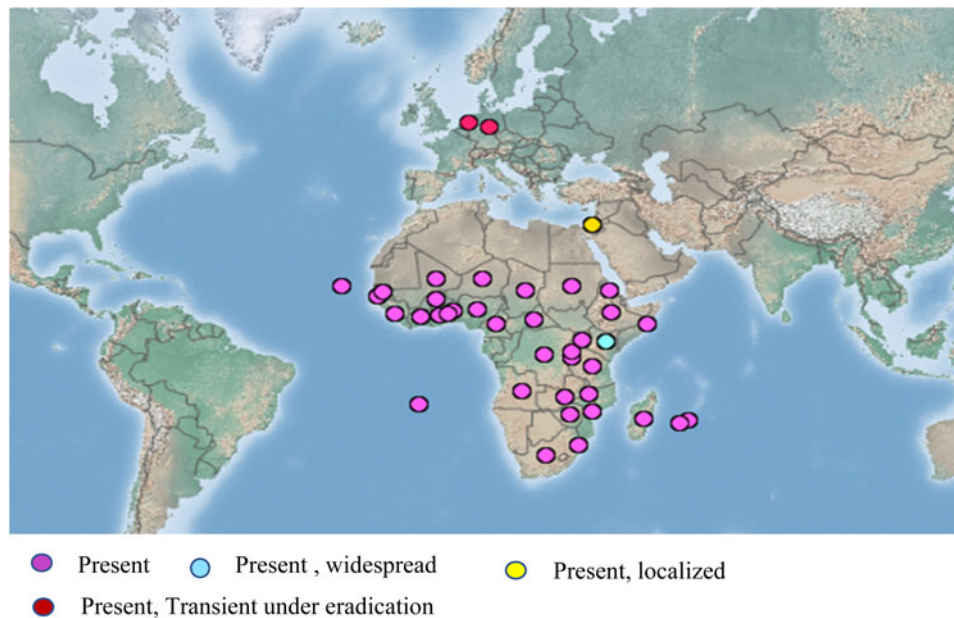 Present
Present , widespread
Present, localized
Present, Transient under eradication